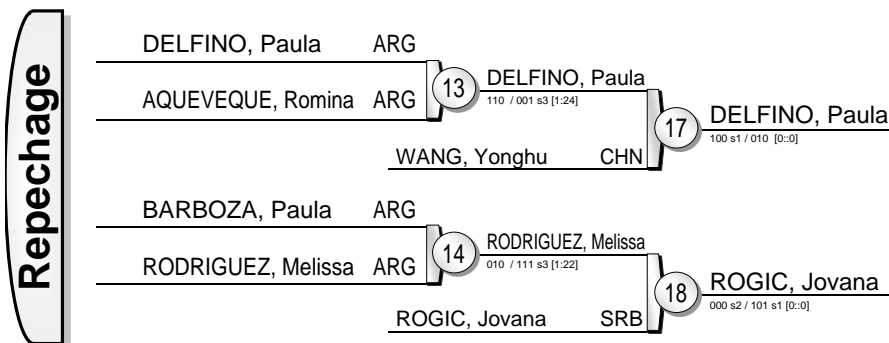 Repechage
DELFINO, Paula ARG
AQUEVEQUE, Romina ARG
13
DELFINO, Paula
110 / 001 s3 [1:24]
WANG, Yonghu CHN
17
DELFINO, Paula
100 s1 / 010 [0::0]
BARBOZA, Paula ARG
RODRIGUEZ, Melissa ARG
14
RODRIGUEZ, Melissa
010 / 111 s3 [1:22]
ROGIC, Jovana SRB
18
ROGIC, Jovana
000 s2 / 101 s1 [0::0]